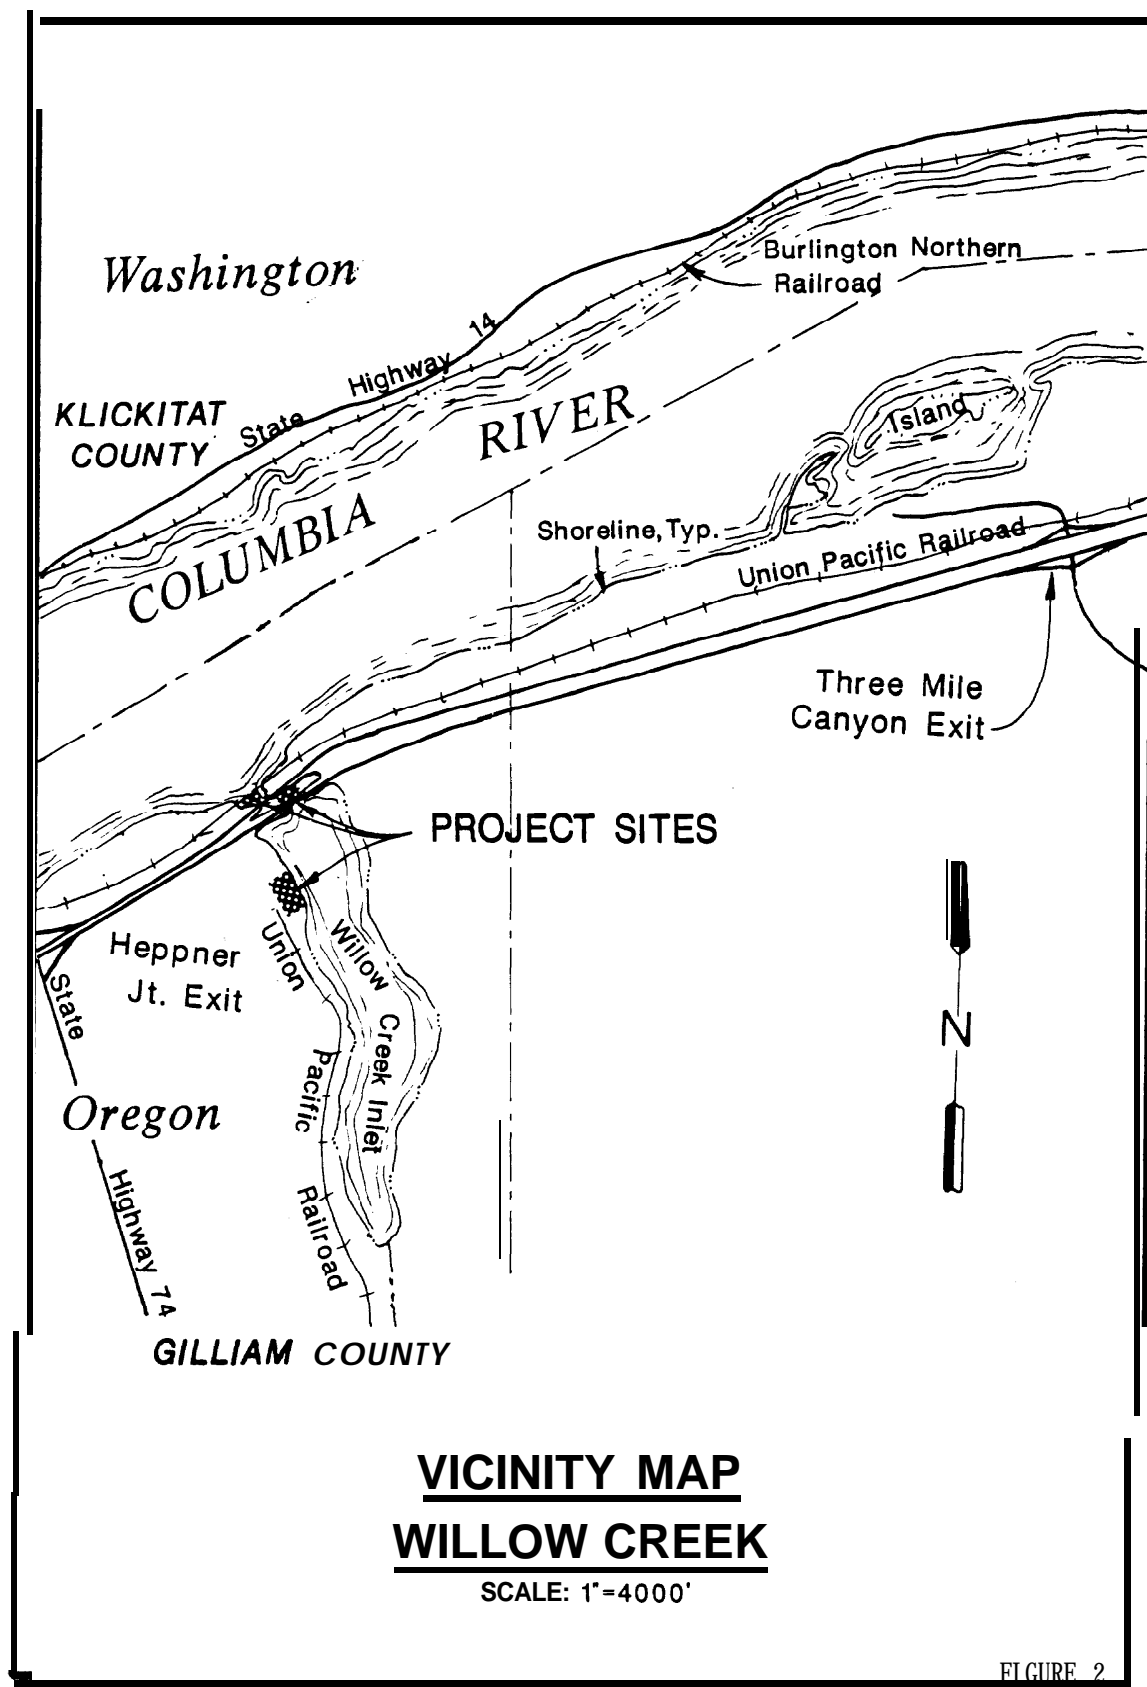 Washington
Burlington Northern
Railroad
State Highway 14
KLICKITAT
COUNTY
COLUMBIA RIVER
Island
Shoreline, Typ.
Union Pacific Railroad
Three Mile
Canyon Exit
PROJECT SITES
Heppner
Jt. Exit
Union Pacific Railroad
Willow Creek Inlet
N
State Highway 74
Oregon
GILLIAM COUNTY
VICINITY MAP
WILLOW CREEK
SCALE: 1"=4000'
FIGURE 2